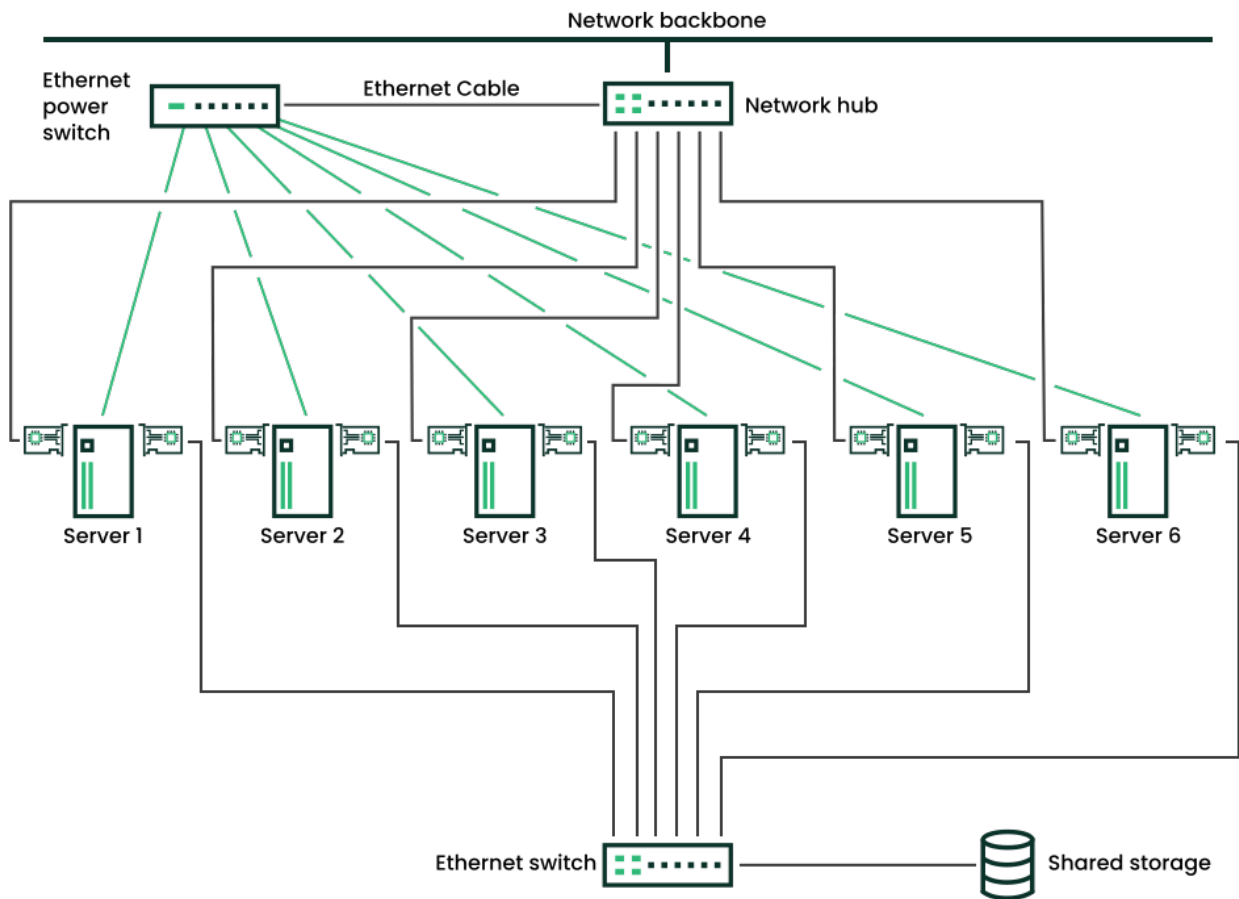 Network backbone
Ethernet
power
switch
Ethernet Cable
Network hub
Server 1
Server 2
Server 3
Server 4
Server 5
Server 6
Ethernet switch
Shared storage